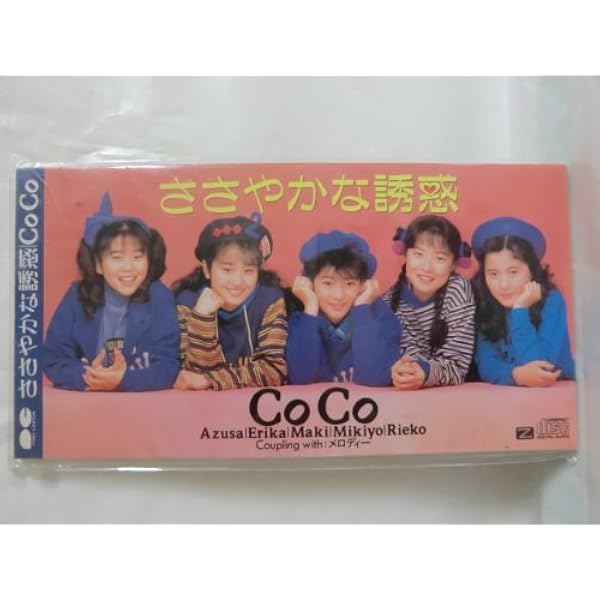 ささやかな誘惑/CoCo
ささやかな誘惑
CoCo
Azusa|Erika|Maki|Mikiyo|Rieko
Coupling with:メロディー